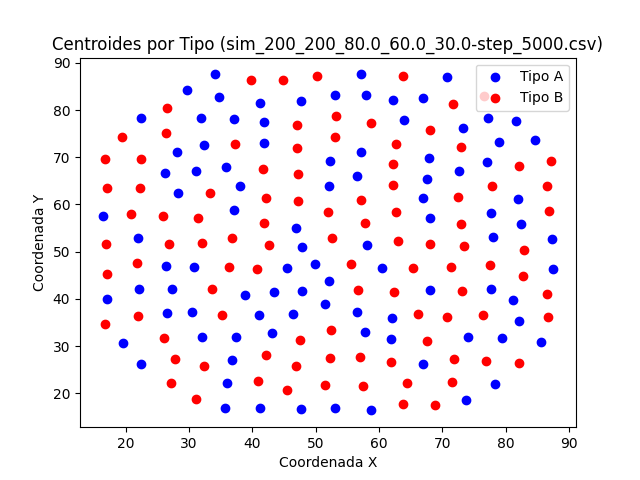 Centroides por Tipo (sim_200_200_80.0_60.0_30.0-step_5000.csv)
90
80
70
60
50
40
30
20
Coordenada Y
Tipo A
Tipo B
20 30 40 50 60 70 80 90
Coordenada X